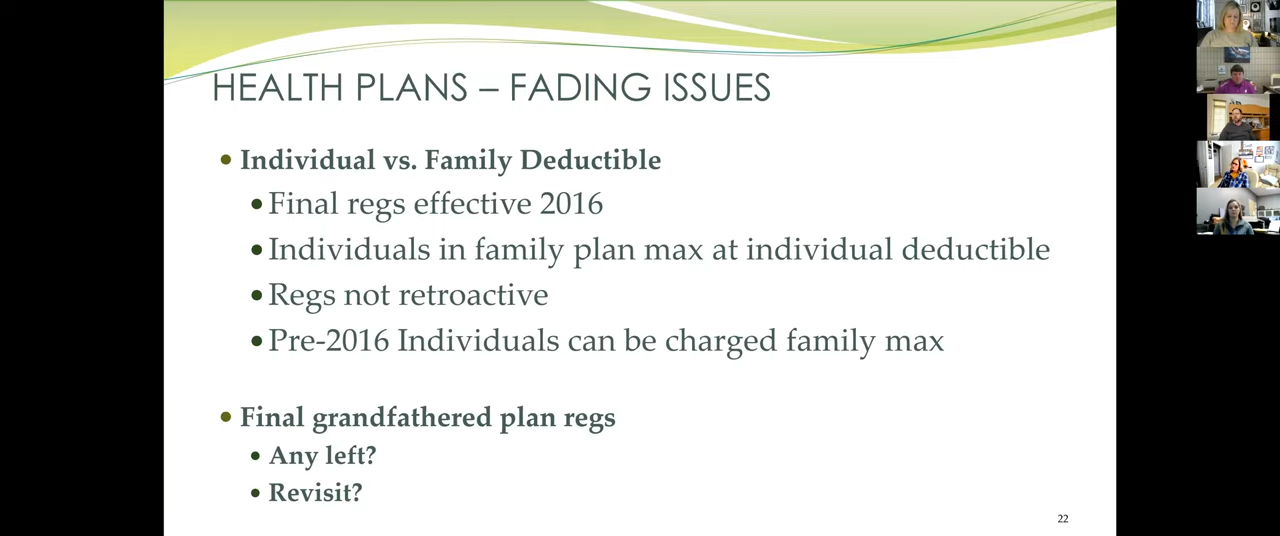 HEALTH PLANS – FADING ISSUES
• Individual vs. Family Deductible
• Final regs effective 2016
• Individuals in family plan max at individual deductible
• Regs not retroactive
• Pre-2016 Individuals can be charged family max
• Final grandfathered plan regs
• Any left?
• Revisit?
22